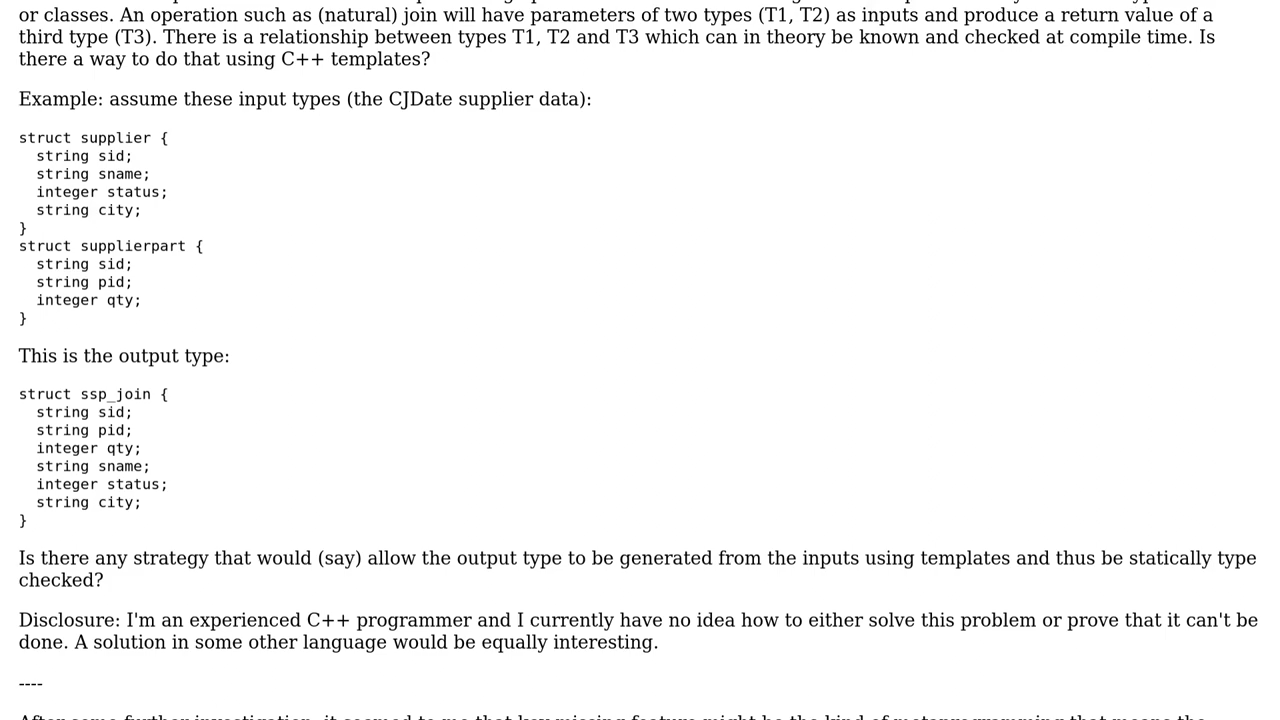 or classes. An operation such as (natural) join will have parameters of two types (T1, T2) as inputs and produce a return value of a
third type (T3). There is a relationship between types T1, T2 and T3 which can in theory be known and checked at compile time. Is
there a way to do that using C++ templates?
Example: assume these input types (the CJDate supplier data):
struct supplier {
  string sid;
  string sname;
  integer status;
  string city;
}
struct supplierpart {
  string sid;
  string pid;
  integer qty;
}
This is the output type:
struct ssp_join {
  string sid;
  string pid;
  integer qty;
  string sname;
  integer status;
  string city;
}
Is there any strategy that would (say) allow the output type to be generated from the inputs using templates and thus be statically type
checked?
Disclosure: I'm an experienced C++ programmer and I currently have no idea how to either solve this problem or prove that it can't be
done. A solution in some other language would be equally interesting.
----